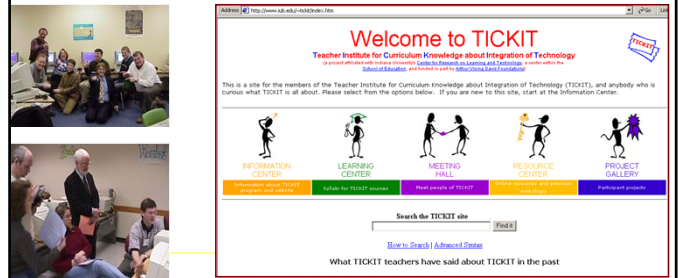 Address http://www.iub.edu/~tickit/index.htm Go Link
Welcome to TICKIT
TICKIT
Teacher Institute for Curriculum Knowledge about Integration of Technology
(a project affiliated with Indiana University's Center for Research on Learning and Technology, a center within the
School of Education, and funded in part by Arthur Vining Davis Foundations)
This is a site for the members of the Teacher Institute for Curriculum Knowledge about Integration of Technology (TICKIT), and anybody who is
curious what TICKIT is all about. Please select from the options below. If you are new to this site, start at the Information Center.
INFORMATION CENTER
Information about TICKIT program and website
LEARNING CENTER
Syllabi for TICKIT courses
MEETING HALL
Meet people of TICKIT
RESOURCE CENTER
Online resources and previous workshops
PROJECT GALLERY
Participant projects
Search the TICKIT site
Find it
How to Search | Advanced Syntax
What TICKIT teachers have said about TICKIT in the past